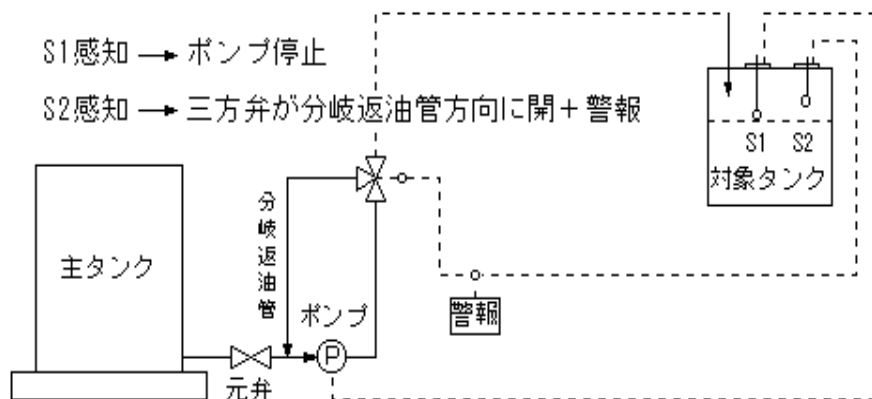 S1感知 → ポンプ停止
S2感知 → 三方弁が分岐返油管方向に開+警報
S1
S2
対象タンク
主タンク
分岐返油管
ポンプ
警報
P
元弁